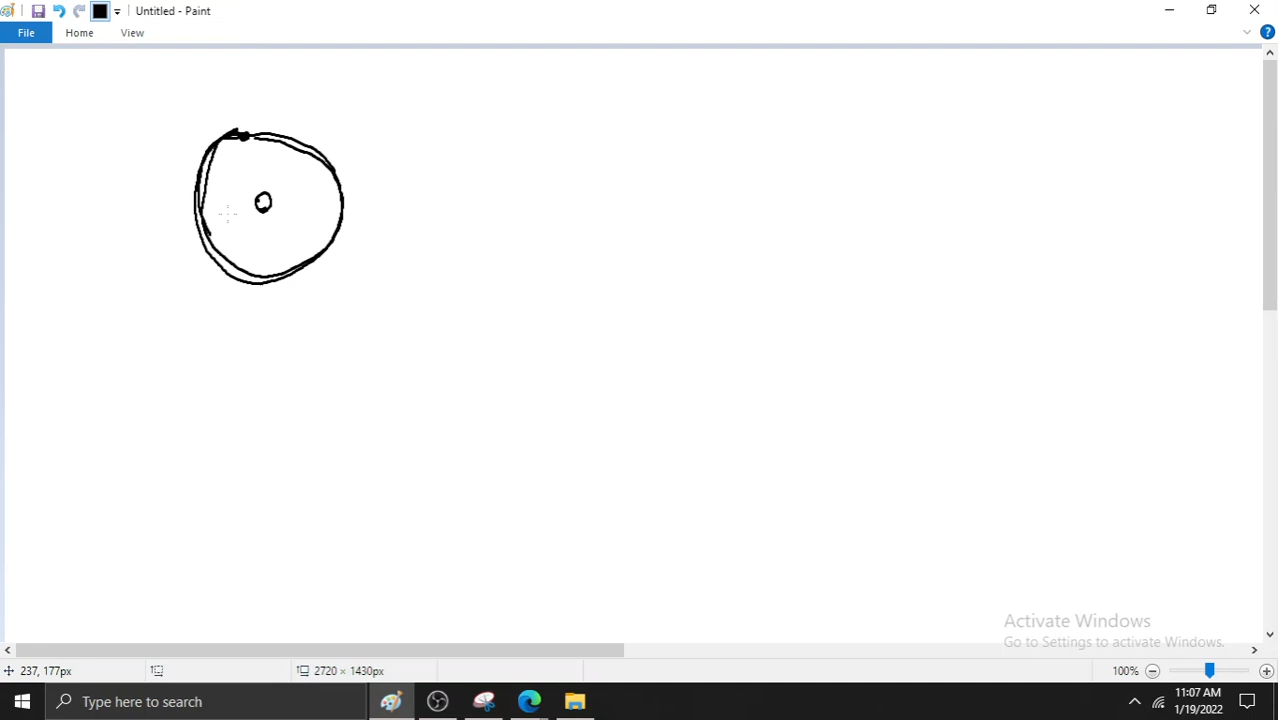 Untitled - Paint
File Home View
Activate Windows
Go to Settings to activate Windows.
237, 177px 2720 × 1430px 100%
Type here to search
11:07 AM
1/19/2022